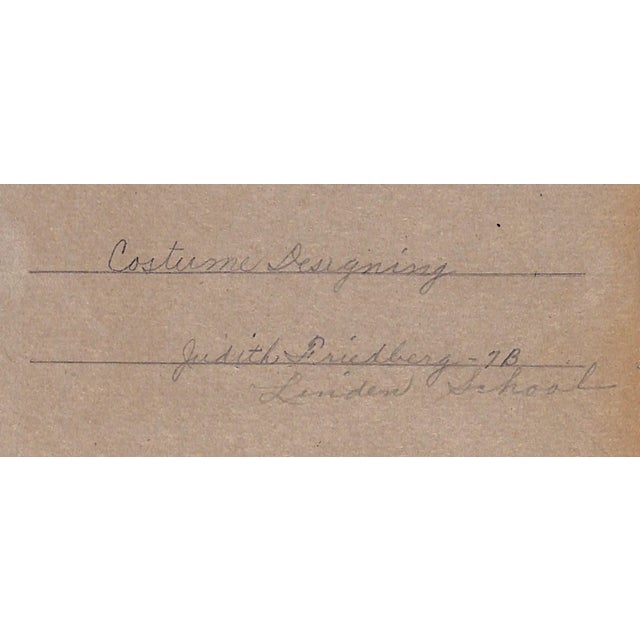 Costume Designing
Judith Friedberg - 7B
Linden School